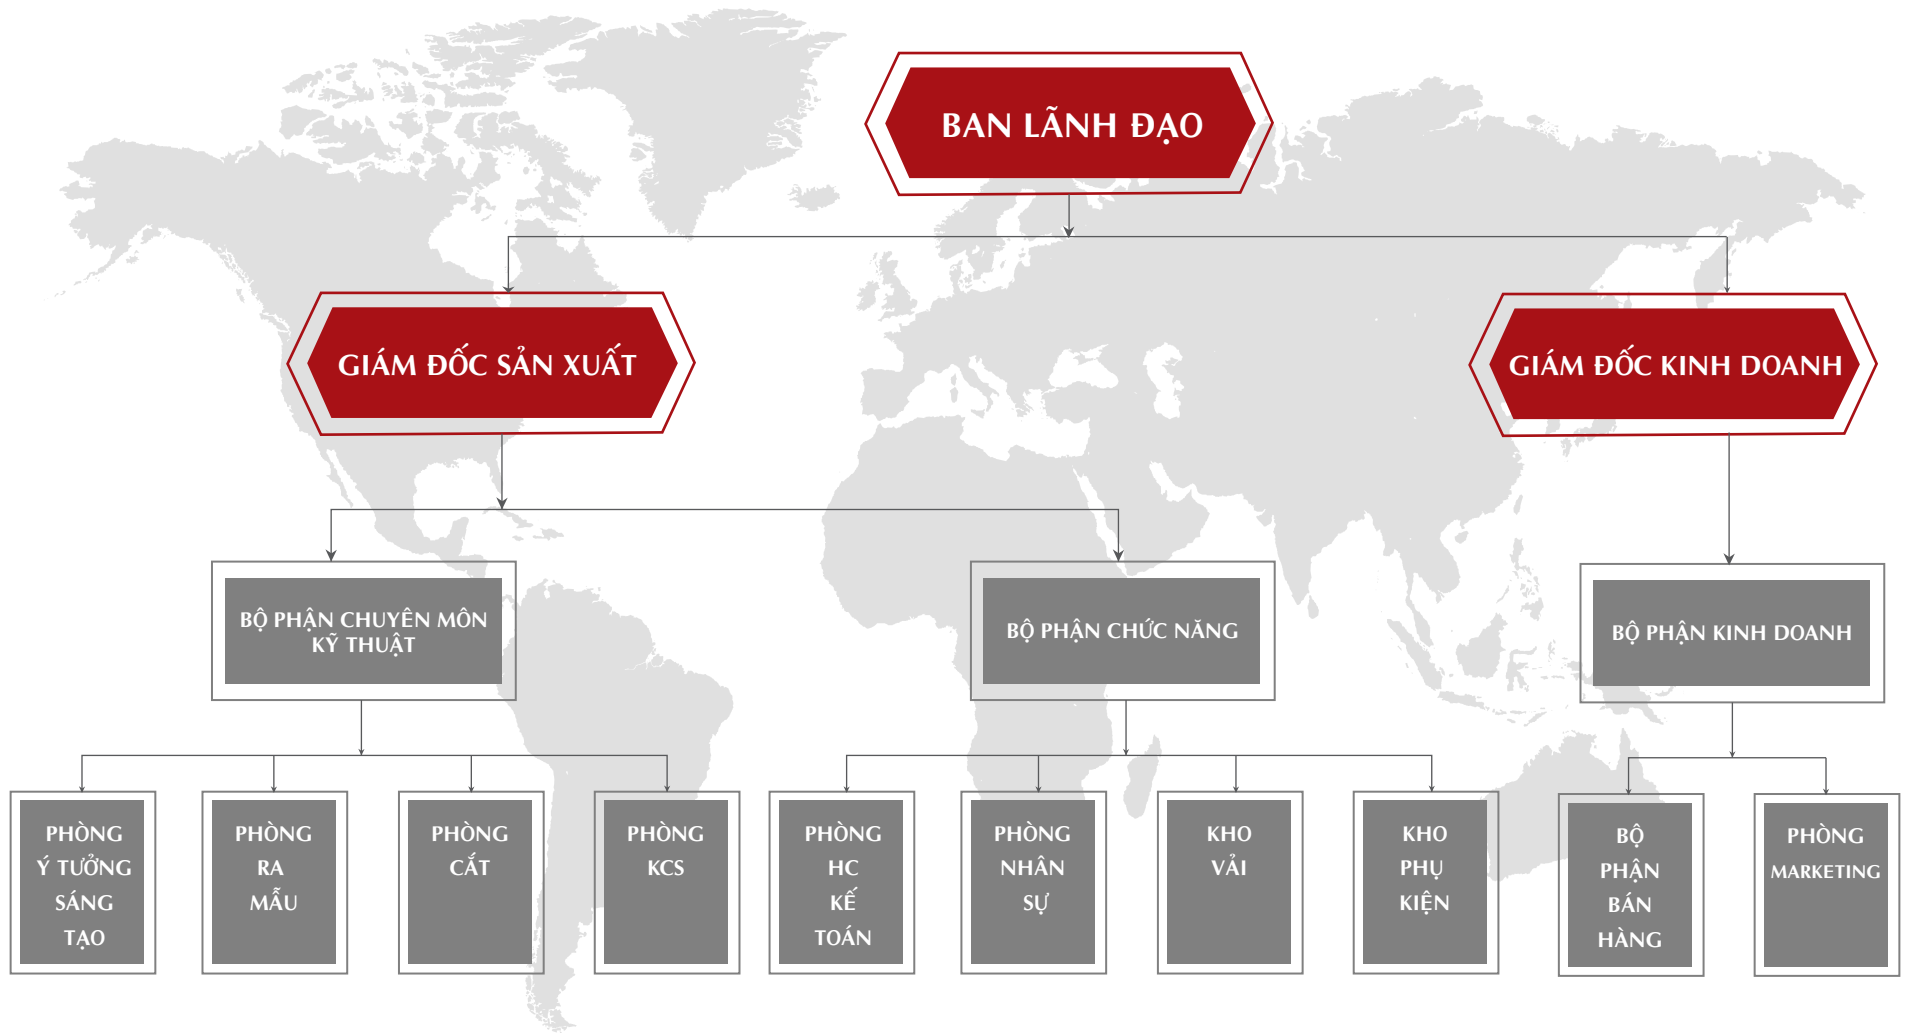 BAN LÃNH ĐẠO
GIÁM ĐỐC SẢN XUẤT
GIÁM ĐỐC KINH DOANH
BỘ PHẬN CHUYÊN MÔN
KỸ THUẬT
BỘ PHẬN CHỨC NĂNG
BỘ PHẬN KINH DOANH
PHÒNG
Ý TƯỞNG
SÁNG
TẠO
PHÒNG
RA
MẪU
PHÒNG
CẮT
PHÒNG
KCS
PHÒNG
HC
KẾ
TOÁN
PHÒNG
NHÂN
SỰ
KHO
VẢI
KHO
PHỤ
KIỆN
BỘ
PHẬN
BÁN
HÀNG
PHÒNG
MARKETING